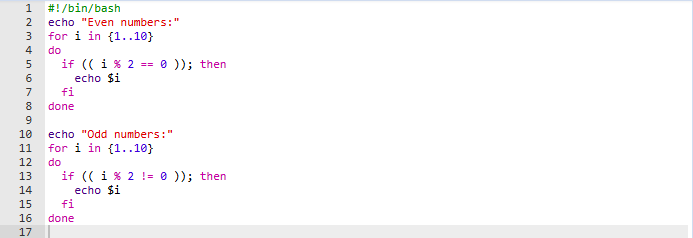 1 #!/bin/bash
2 echo "Even numbers:"
3 for i in {1..10}
4 do
5   if (( i % 2 == 0 )); then
6     echo $i
7   fi
8 done
9
10 echo "Odd numbers:"
11 for i in {1..10}
12 do
13   if (( i % 2 != 0 )); then
14     echo $i
15   fi
16 done
17